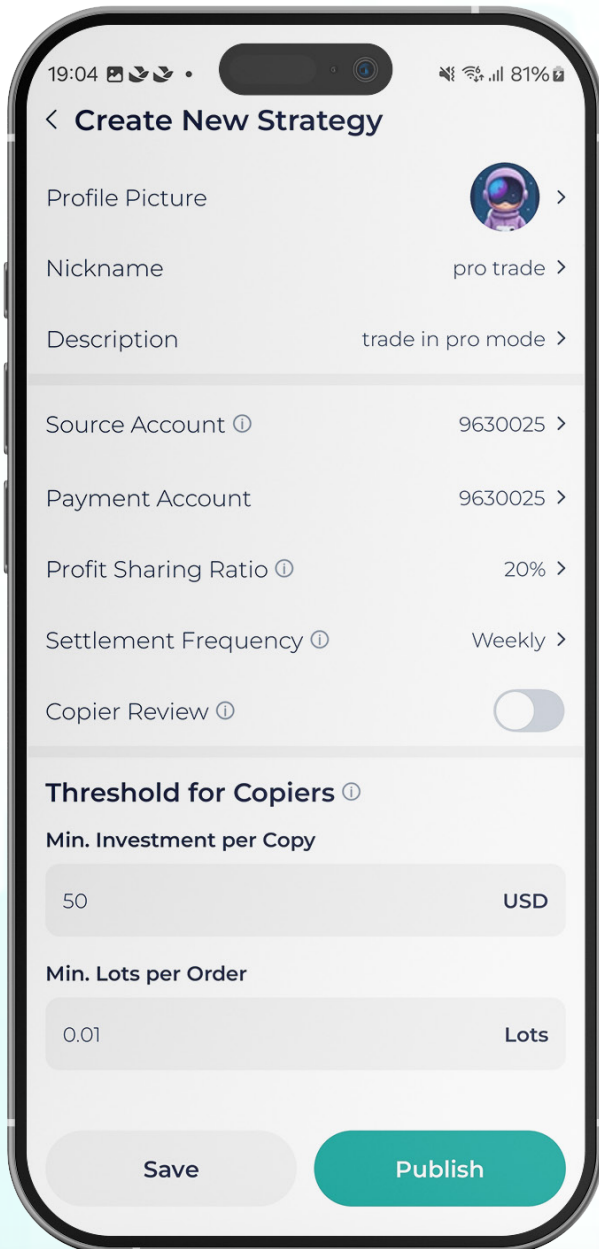 19:04 81%
Create New Strategy
Profile Picture
Nickname pro trade
Description trade in pro mode
Source Account 9630025
Payment Account 9630025
Profit Sharing Ratio 20%
Settlement Frequency Weekly
Copier Review
Threshold for Copiers
Min. Investment per Copy
50 USD
Min. Lots per Order
0.01 Lots
Save Publish